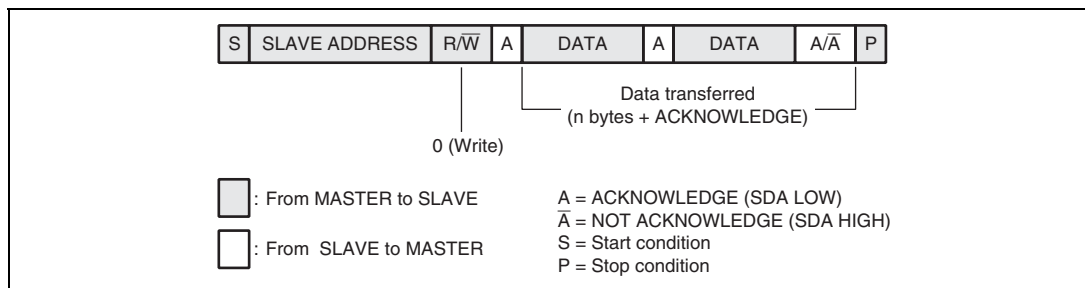 S SLAVE ADDRESS R/W̅ A DATA A DATA A/A̅ P
Data transferred
(n bytes + ACKNOWLEDGE)
0 (Write)
: From MASTER to SLAVE
: From SLAVE to MASTER
A = ACKNOWLEDGE (SDA LOW)
A̅ = NOT ACKNOWLEDGE (SDA HIGH)
S = Start condition
P = Stop condition